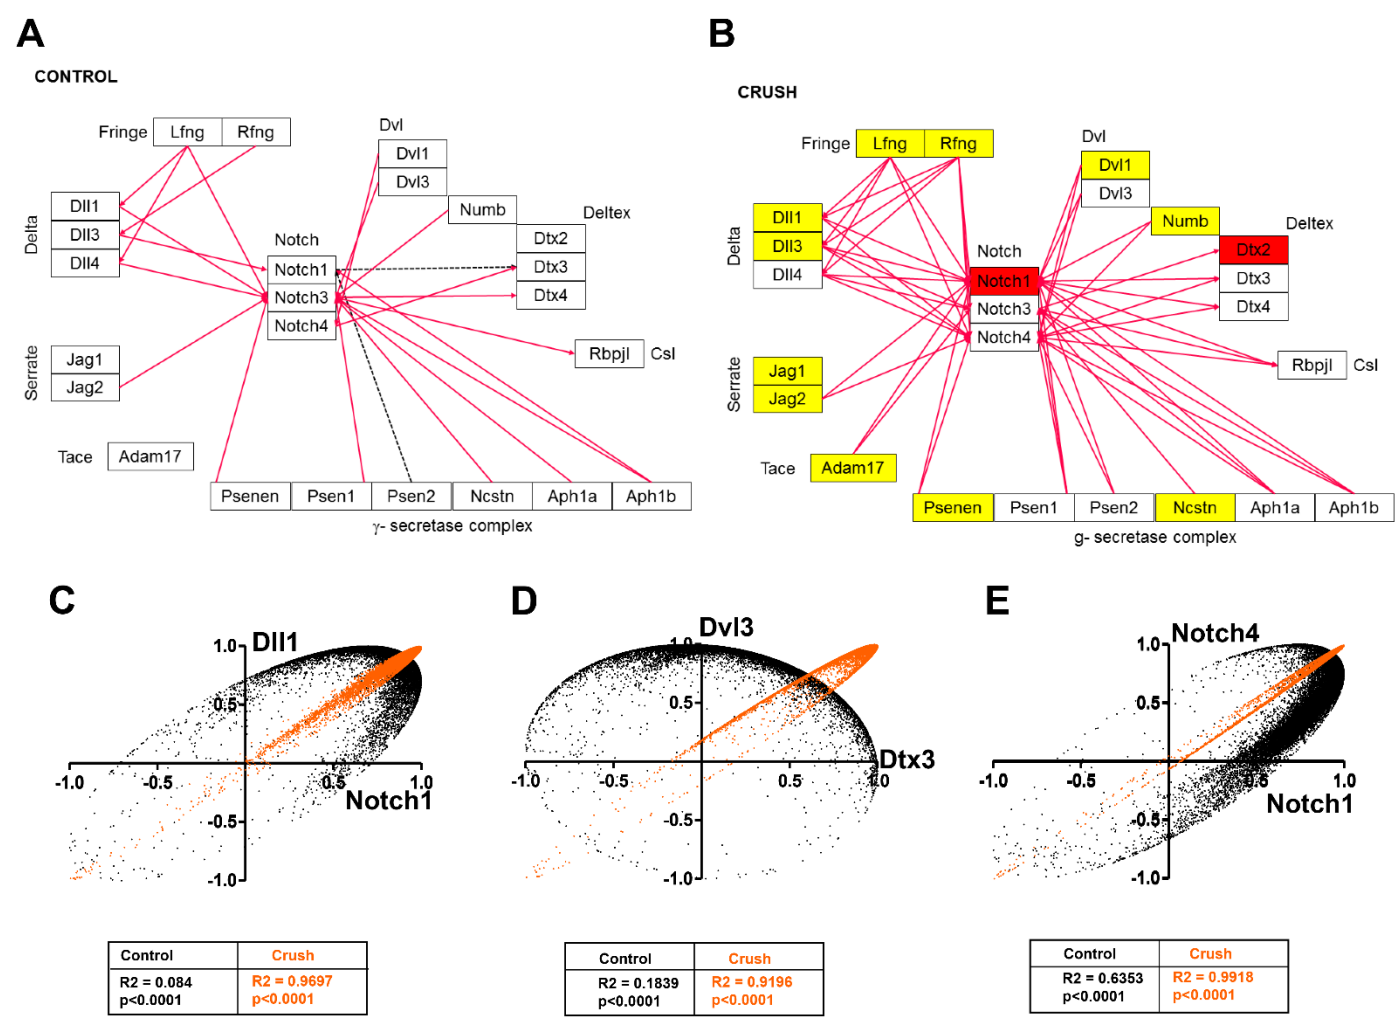 A
CONTROL
Fringe Lfng Rfng
Dvl
Dvl1
Dvl3
Numb
Deltex
Dtx2
Dtx3
Dtx4
Delta
Dll1
Dll3
Dll4
Notch
Notch1
Notch3
Notch4
Rbpjl Csl
Serrate
Jag1
Jag2
Tace Adam17
Psenen Psen1 Psen2 Ncstn Aph1a Aph1b
γ- secretase complex
B
CRUSH
Fringe Lfng Rfng
Dvl
Dvl1
Dvl3
Numb
Deltex
Dtx2
Dtx3
Dtx4
Delta
Dll1
Dll3
Dll4
Notch
Notch1
Notch3
Notch4
Rbpjl Csl
Serrate
Jag1
Jag2
Tace Adam17
Psenen Psen1 Psen2 Ncstn Aph1a Aph1b
g- secretase complex
C
Dll1
1.0
0.5
-1.0 -0.5 0.5 1.0
Notch1
-0.5
-1.0
Control Crush
R2 = 0.084 R2 = 0.9697
p<0.0001 p<0.0001
D
Dvl3
1.0
0.5
Dtx3
-1.0 -0.5 0.5 1.0
-0.5
-1.0
Control Crush
R2 = 0.1839 R2 = 0.9196
p<0.0001 p<0.0001
E
Notch4
1.0
0.5
-1.0 -0.5 0.5 1.0
Notch1
-0.5
-1.0
Control Crush
R2 = 0.6353 R2 = 0.9918
p<0.0001 p<0.0001